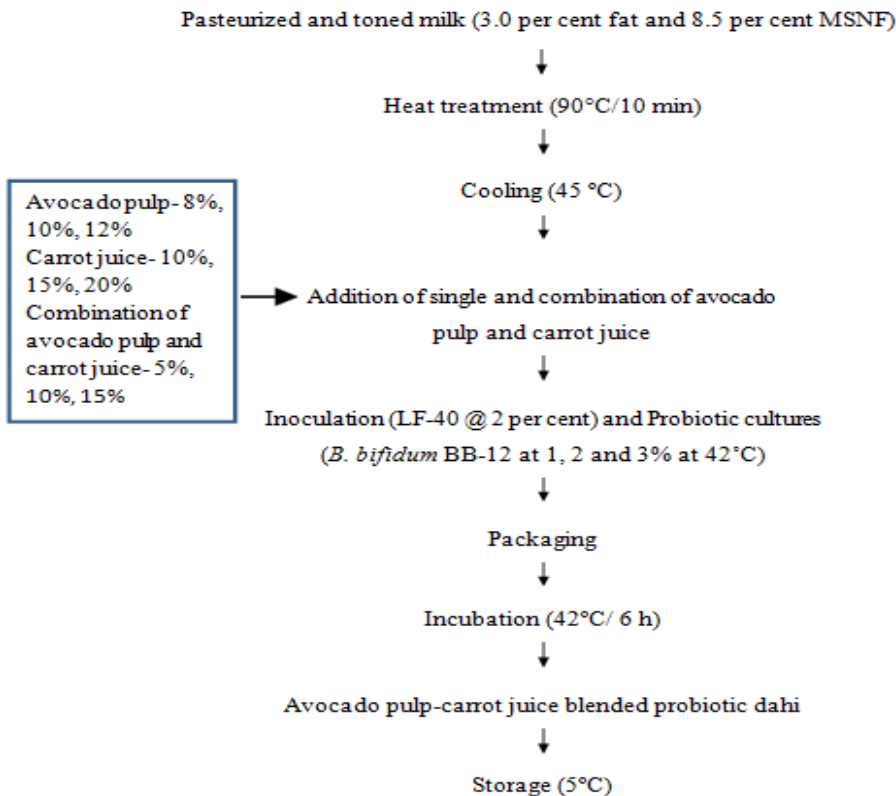 Pasteurized and toned milk (3.0 per cent fat and 8.5 per cent MSNF)
Heat treatment (90°C/10 min)
Cooling (45 °C)
Avocado pulp- 8%,
10%, 12%
Carrot juice- 10%,
15%, 20%
Combination of
avocado pulp and
carrot juice- 5%,
10%, 15%
Addition of single and combination of avocado
pulp and carrot juice
Inoculation (LF-40 @ 2 per cent) and Probiotic cultures
(B. bifidum BB-12 at 1, 2 and 3% at 42˚C)
Packaging
Incubation (42°C/ 6 h)
Avocado pulp-carrot juice blended probiotic dahi
Storage (5°C)